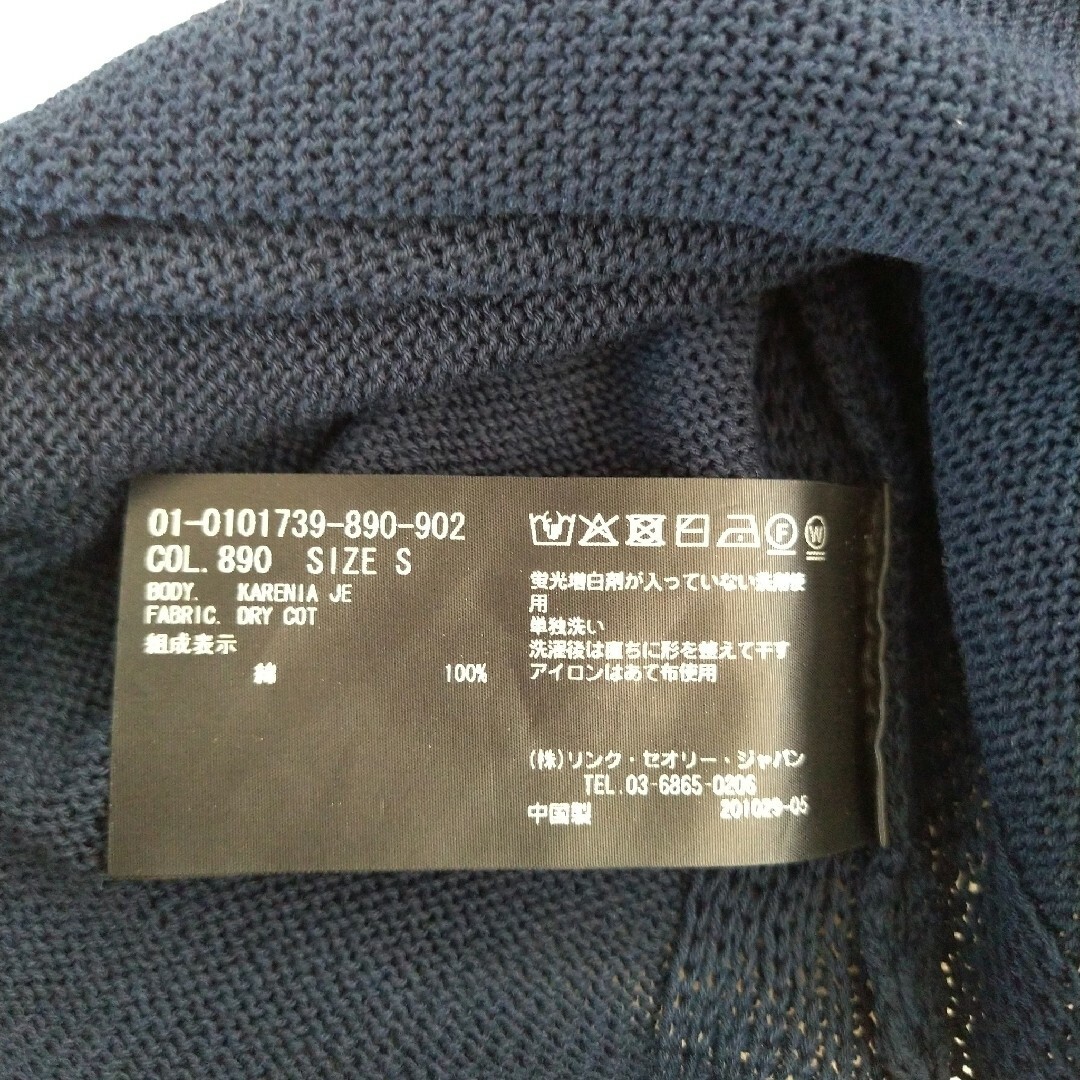 01-0101739-890-902
COL. 890 SIZE S
BODY. KARENIA JE
FABRIC. DRY COT
組成表示
綿 100%
F W
蛍光増白剤が入っていない洗剤使
用
単独洗い
洗濯後は直ちに形を整えて干す
アイロンはあて布使用
(株)リンク・セオリー・ジャパン
TEL.03-6865-0206
中国製 201029-05